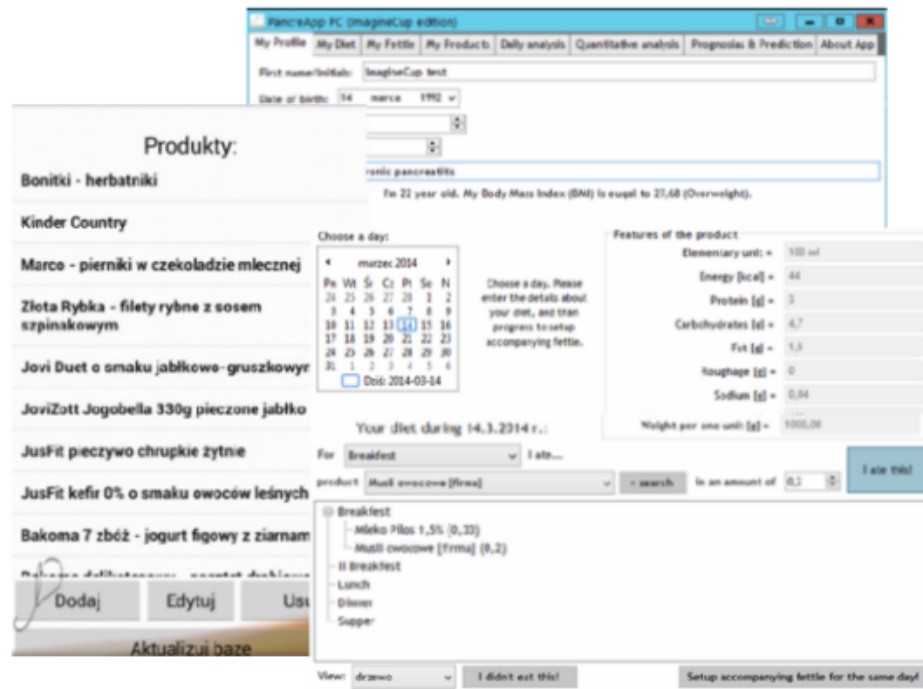 PancreApp PC (ImagineCup edition)
My Profile My Diet My Fettle My Products Daily analysis Quantitative analysis Prognosias & Prediction About App
First name/Initials: ImagineCup test
Date of birth: 14 marca 1992
ronic pancreatitis
I'm 22 year old. My Body Mass Index (BMI) is euqal to 27,68 (Overweight).
Produkty:
Bonitki - herbatniki
Kinder Country
Marco - pierniki w czekoladzie mlecznej
Złota Rybka - filety rybne z sosem
szpinakowym
Jovi Duet o smaku jabłkowo-gruszkowym
JoviZott Jogobella 330g pieczone jabłko
JusFit pieczywo chrupkie żytnie
JusFit kefir 0% o smaku owoców leśnych
Bakoma 7 zbóż - jogurt figowy z ziarnam
Dodaj Edytuj Usu
Aktualizuj bazę
Choose a day:
marzec 2014
Pn Wt Śr Cz Pt So N
24 25 26 27 28 1 2
3 4 5 6 7 8 9
10 11 12 13 14 15 16
17 18 19 20 21 22 23
24 25 26 27 28 29 30
31 1 2 3 4 5 6
Dziś: 2014-03-14
Choose a day. Please
enter the details about
your diet, and than
progress to setup
accompanying fettle.
Features of the product
Elementary unit = 100 ml
Energy [kcal] = 44
Protein [g] = 3
Carbohydrates [g] = 4,7
Fat [g] = 1,5
Roughage [g] = 0
Sodium [g] = 0,04
Weight per one unit [g] = 1000,00
Your diet during 14.3.2014 r.:
For Breakfest I ate...
product Musli owocowe [firma] < search in an amount of 0,2 I ate this!
Breakfest
Mleko Pilos 1,5% (0,33)
Musli owocowe [firma] (0,2)
II Breakfest
Lunch
Dinner
Supper
View: drzewo I didn't eat this! Setup accompanying fettle for the same day!